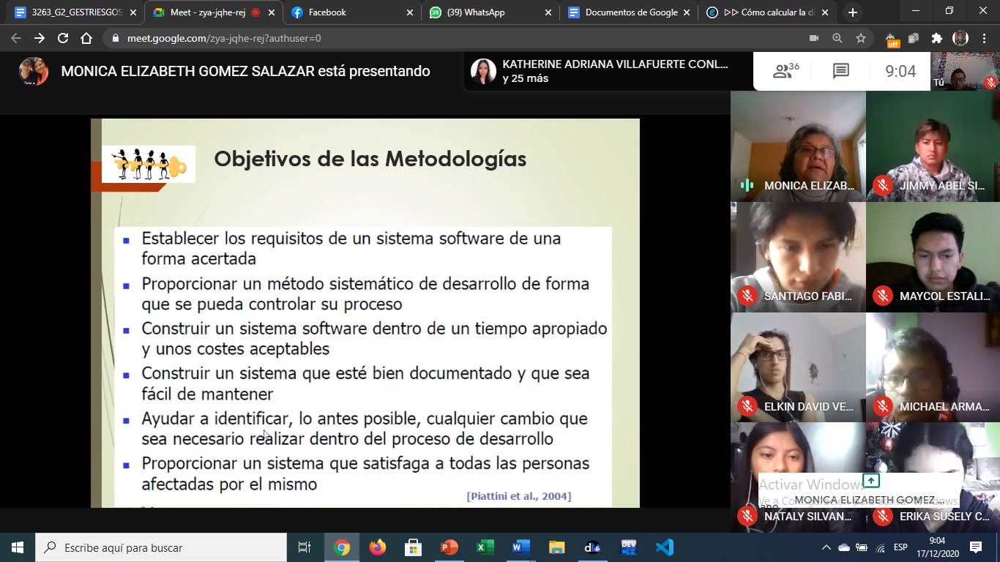 3263_G2_GESTRIESGOS
Meet - zya-jqhe-rej
Facebook
(39) WhatsApp
Documentos de Google
▷▷ Cómo calcular la di
meet.google.com/zya-jqhe-rej?authuser=0
off
MONICA ELIZABETH GOMEZ SALAZAR está presentando
KATHERINE ADRIANA VILLAFUERTE CONL...
y 25 más
36
9:04
Tú
Objetivos de las Metodologías
Establecer los requisitos de un sistema software de una
forma acertada
Proporcionar un método sistemático de desarrollo de forma
que se pueda controlar su proceso
Construir un sistema software dentro de un tiempo apropiado
y unos costes aceptables
Construir un sistema que esté bien documentado y que sea
fácil de mantener
Ayudar a identificar, lo antes posible, cualquier cambio que
sea necesario realizar dentro del proceso de desarrollo
Proporcionar un sistema que satisfaga a todas las personas
afectadas por el mismo
[Piattini et al., 2004]
MONICA ELIZAB...
JIMMY ABEL SI...
SANTIAGO FABI...
MAYCOL ESTALI...
ELKIN DAVID VE...
MICHAEL ARMA...
Activar Windows
Ve a Configuración para activar Windows.
MONICA ELIZABETH GOMEZ...
NATALY SILVAN...
ERIKA SUSELY C...
Escribe aquí para buscar
DEV
ESP
9:04
17/12/2020